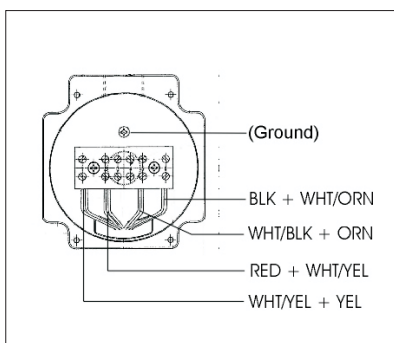 (Ground)
BLK + WHT/ORN
WHT/BLK + ORN
RED + WHT/YEL
WHT/YEL + YEL